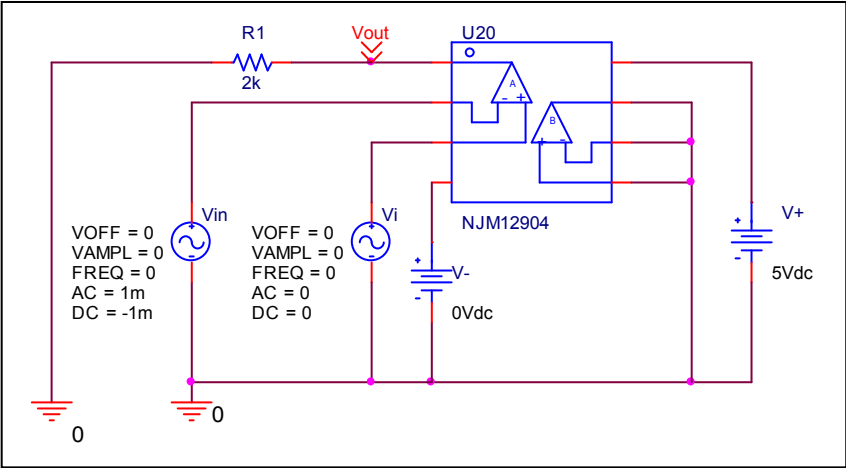 R1
2k
Vout
U20
A
- +
B
+ -
NJM12904
Vin
VOFF = 0
VAMPL = 0
FREQ = 0
AC = 1m
DC = -1m
+
-
Vi
VOFF = 0
VAMPL = 0
FREQ = 0
AC = 0
DC = 0
+
-
V-
0Vdc
+
-
V+
5Vdc
+
-
0
0